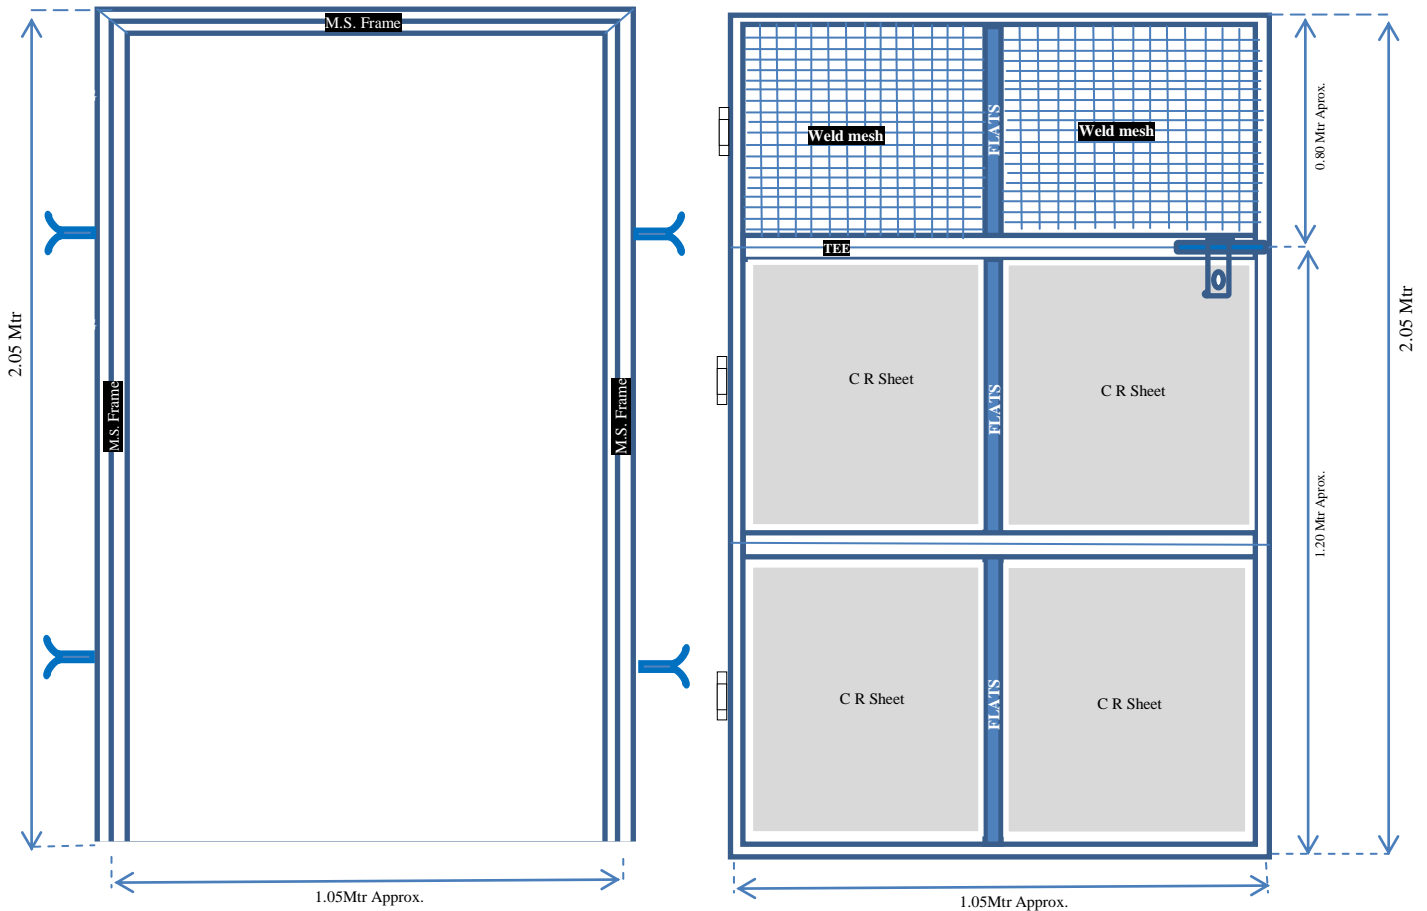 M.S. Frame
2.05 Mtr
M.S. Frame
M.S. Frame
1.05Mtr Approx.
Weld mesh
FLATS
Weld mesh
0.80 Mtr Aprox.
TEE
2.05 Mtr
C R Sheet
FLATS
C R Sheet
1.20 Mtr Aprox.
C R Sheet
FLATS
C R Sheet
1.05Mtr Approx.